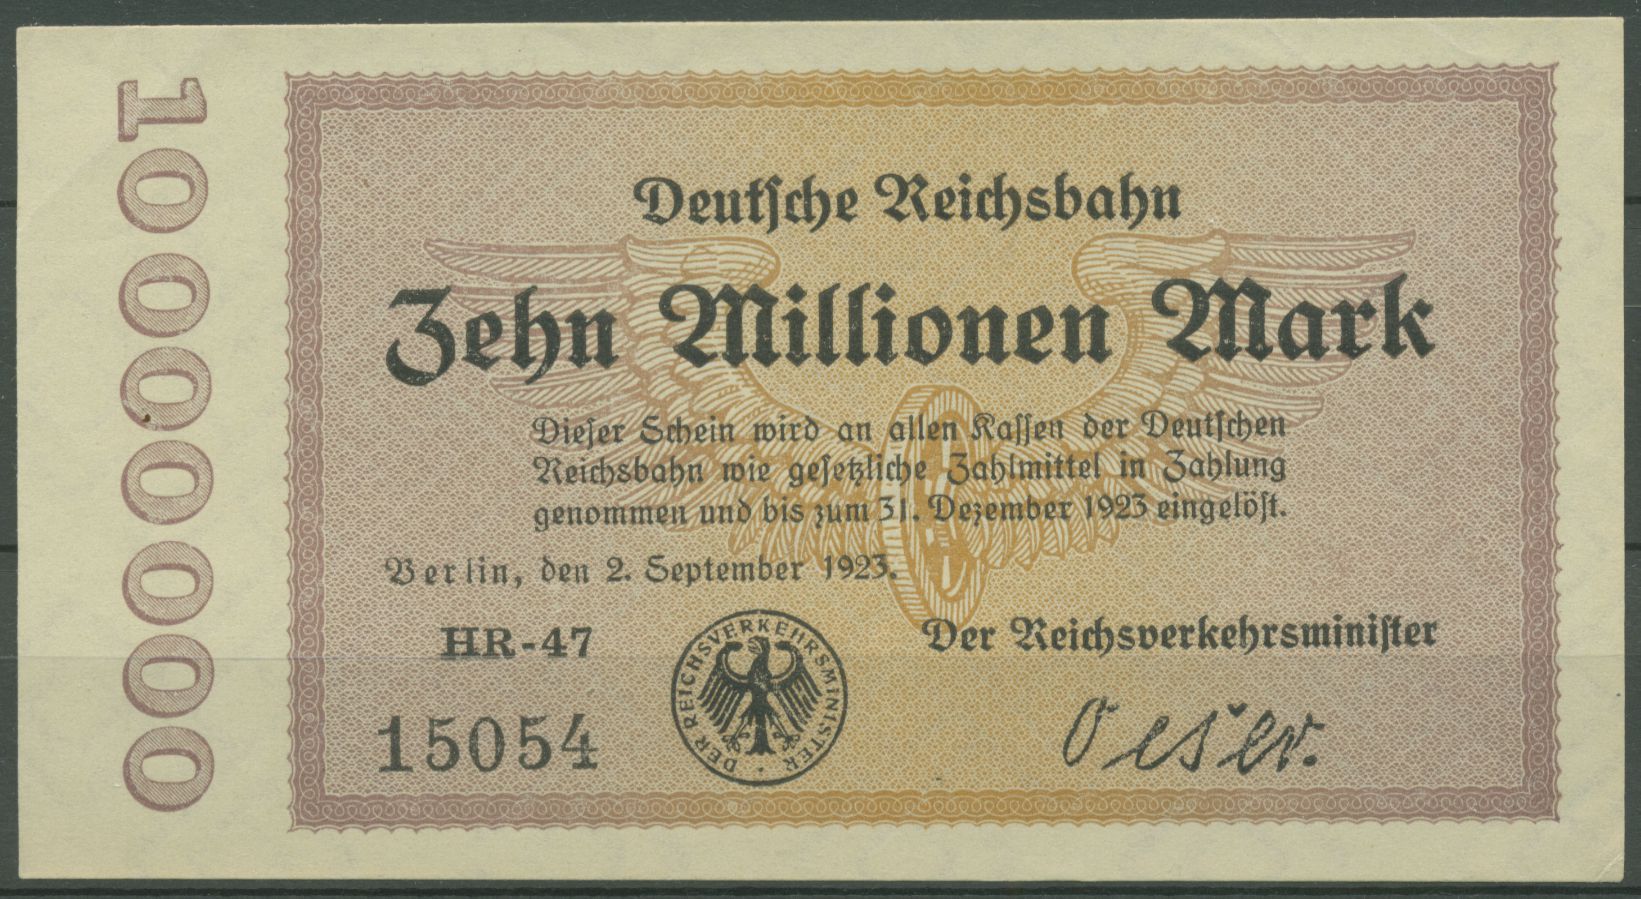 10000000
Deutsche Reichsbahn
Zehn Millionen Mark
Dieser Schein wird an allen Kassen der Deutschen
Reichsbahn wie gesetzliche Zahlmittel in Zahlung
genommen und bis zum 31. Dezember 1923 eingelöst.
Berlin, den 2. September 1923.
HR-47
15054
DER REICHSVERKEHRSMINISTER
Der Reichsverkehrsminister
Oeser.